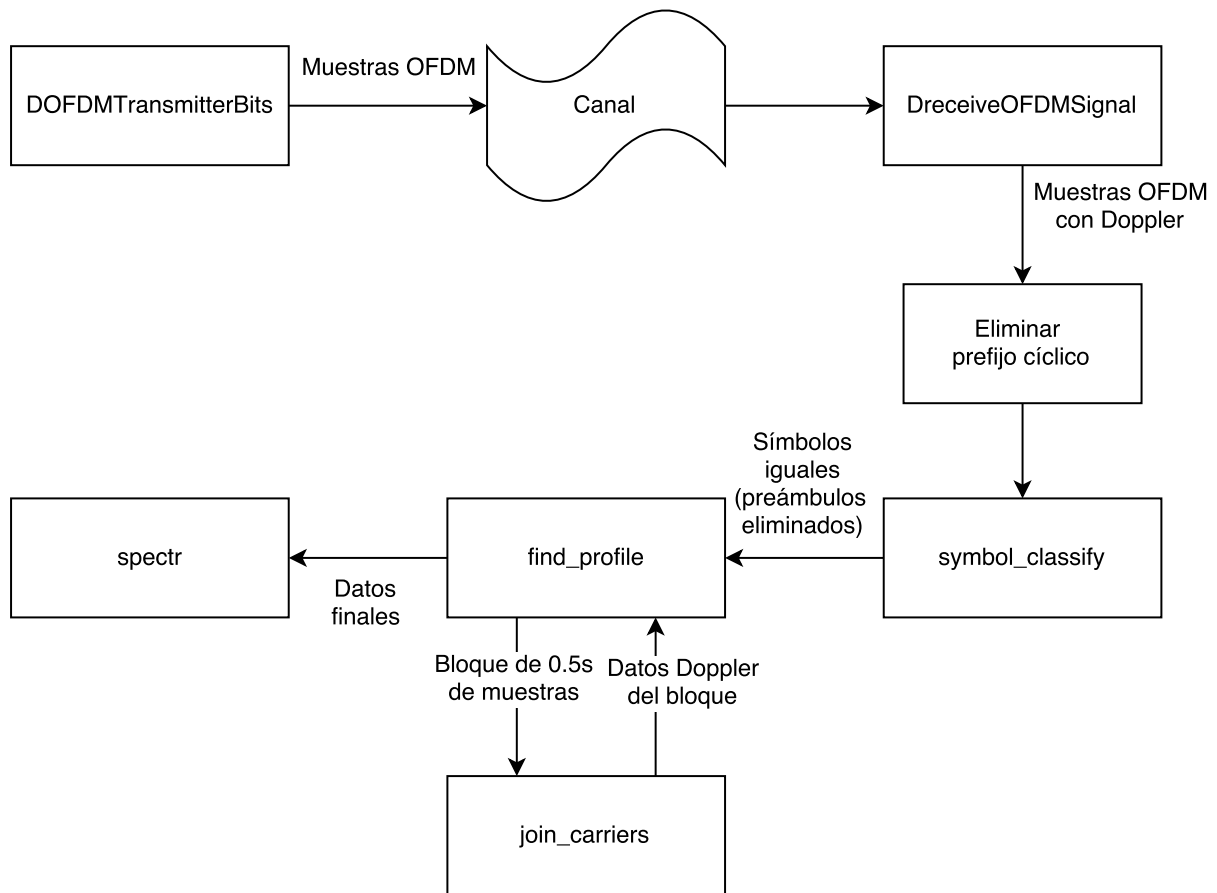 Muestras OFDM
DOFDMTransmitterBits
Canal
DreceiveOFDMSignal
Muestras OFDM
con Doppler
Eliminar
prefijo cíclico
Símbolos
iguales
(preámbulos
eliminados)
spectr
find_profile
symbol_classify
Datos
finales
Bloque de 0.5s
de muestras
Datos Doppler
del bloque
join_carriers